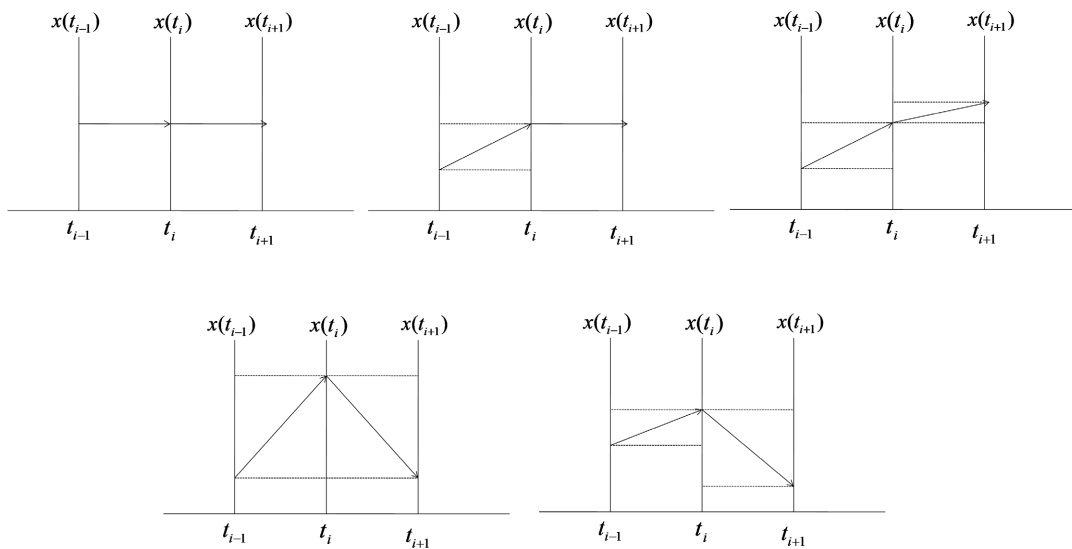 x(t_{i-1}) x(t_i) x(t_{i+1})
t_{i-1} t_i t_{i+1}
x(t_{i-1}) x(t_i) x(t_{i+1})
t_{i-1} t_i t_{i+1}
x(t_{i-1}) x(t_i) x(t_{i+1})
t_{i-1} t_i t_{i+1}
x(t_{i-1}) x(t_i) x(t_{i+1})
t_{i-1} t_i t_{i+1}
x(t_{i-1}) x(t_i) x(t_{i+1})
t_{i-1} t_i t_{i+1}